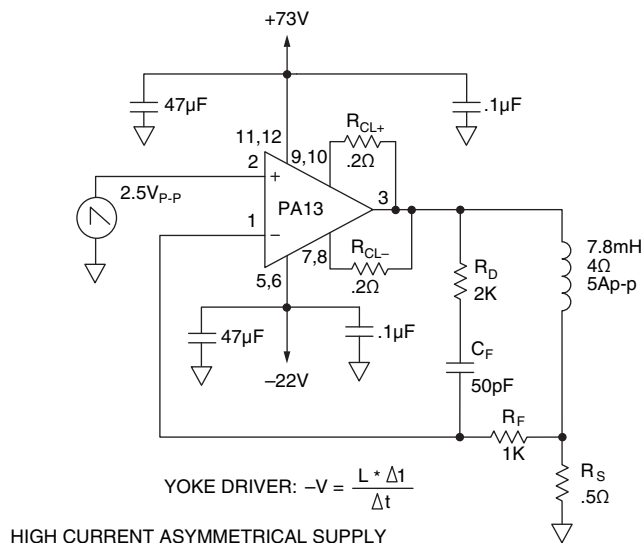 +73V
47µF
.1µF
11,12
9,10
RCL+
.2Ω
2
+
2.5VP-P
PA13
3
1
–
7,8
RCL–
.2Ω
5,6
7.8mH
4Ω
5Ap-p
RD
2K
47µF
.1µF
CF
50pF
–22V
RF
1K
RS
.5Ω
YOKE DRIVER: –V = L * Δ1
Δt
HIGH CURRENT ASYMMETRICAL SUPPLY